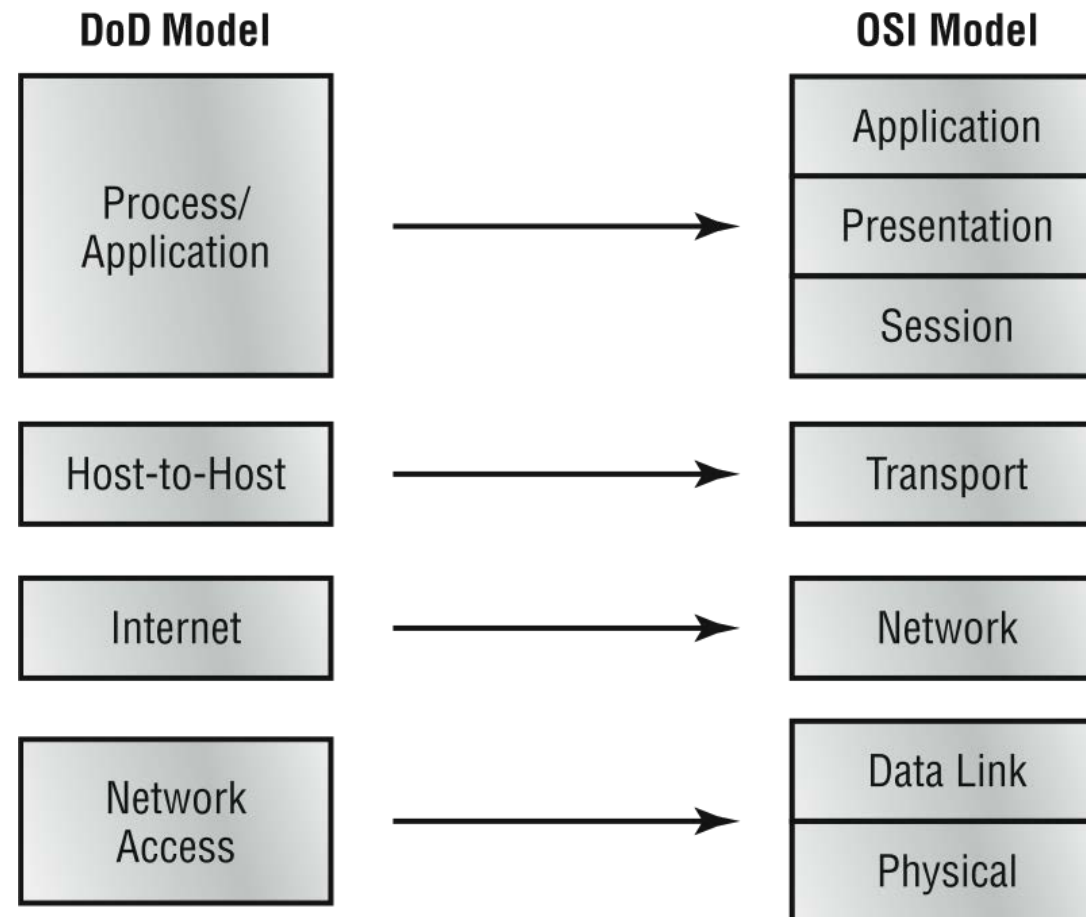 DoD Model
OSI Model
Process/
Application
Application
Presentation
Session
Host-to-Host
Transport
Internet
Network
Network
Access
Data Link
Physical